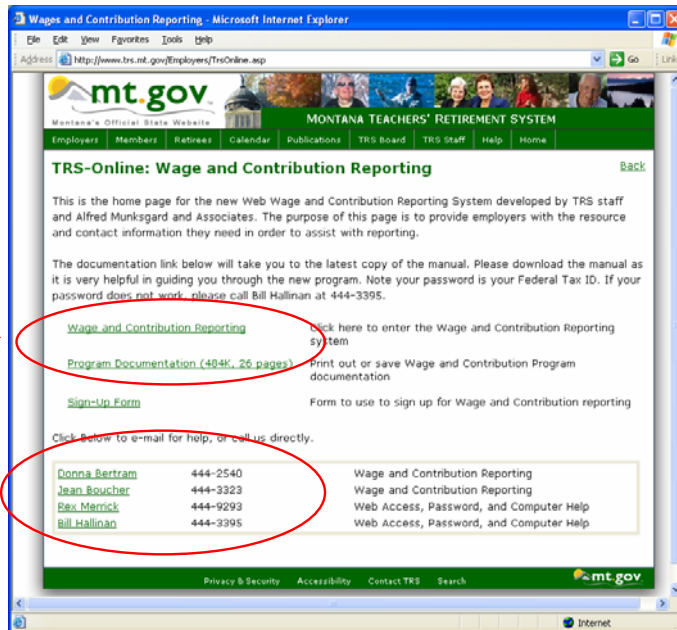 Wages and Contribution Reporting - Microsoft Internet Explorer
File Edit View Favorites Tools Help
Address http://www.trs.mt.gov/Employers/TrsOnline.asp Go Link
mt.gov
Montana's Official State Website
MONTANA TEACHERS' RETIREMENT SYSTEM
Employers Members Retirees Calendar Publications TRS Board TRS Staff Help Home
TRS-Online: Wage and Contribution Reporting Back
This is the home page for the new Web Wage and Contribution Reporting System developed by TRS staff
and Alfred Munksgard and Associates. The purpose of this page is to provide employers with the resource
and contact information they need in order to assist with reporting.
The documentation link below will take you to the latest copy of the manual. Please download the manual as
it is very helpful in guiding you through the new program. Note your password is your Federal Tax ID. If your
password does not work, please call Bill Hallinan at 444-3395.
Wage and Contribution Reporting Click here to enter the Wage and Contribution Reporting
system
Program Documentation (484K, 26 pages) Print out or save Wage and Contribution Program
documentation
Sign-Up Form Form to use to sign up for Wage and Contribution reporting
Click Below to e-mail for help, or call us directly.
Donna Bertram 444-2540 Wage and Contribution Reporting
Jean Boucher 444-3323 Wage and Contribution Reporting
Rex Merrick 444-9293 Web Access, Password, and Computer Help
Bill Hallinan 444-3395 Web Access, Password, and Computer Help
Privacy & Security Accessibility Contact TRS Search mt.gov
Internet